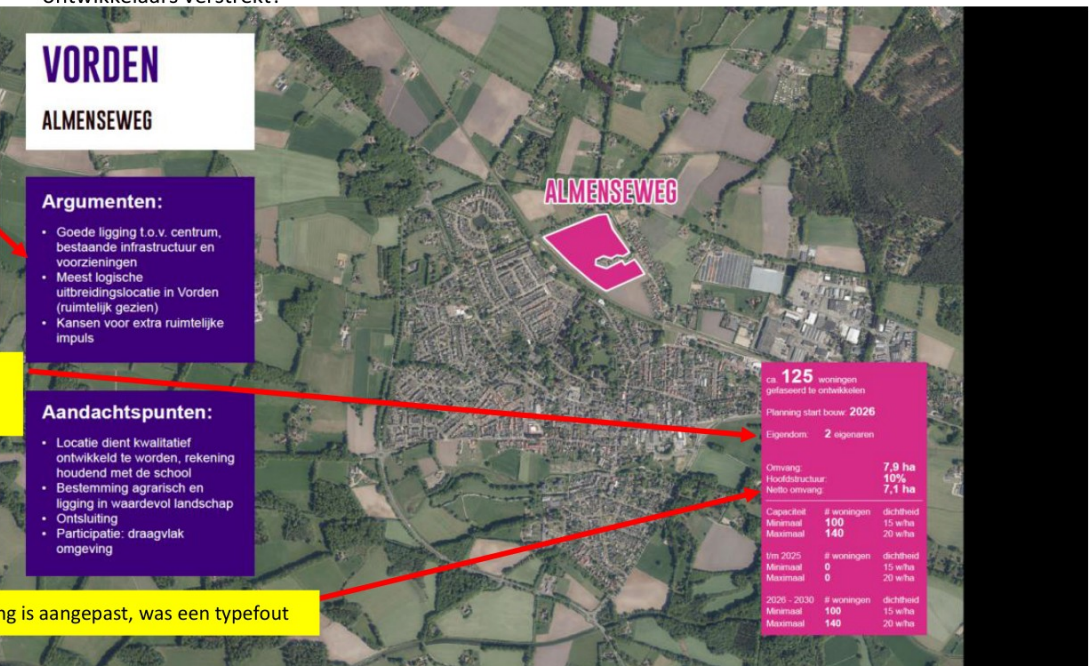 ontwikkelaars verstrekt?
VORDEN
ALMENSEWEG
Argumenten:
• Goede ligging t.o.v. centrum,
bestaande infrastructuur en
voorzieningen
• Meest logische
uitbreidingslocatie in Vorden
(ruimtelijk gezien)
• Kansen voor extra ruimtelijke
impuls
Aandachtspunten:
• Locatie dient kwalitatief
ontwikkeld te worden, rekening
houdend met de school
• Bestemming agrarisch en
ligging in waardevol landschap
• Ontsluiting
• Participatie: draagvlak
omgeving
ng is aangepast, was een typefout
ALMENSEWEG
ca. 125 woningen
gefaseerd te ontwikkelen
Planning start bouw: 2026
Eigendom: 2 eigenaren
Omvang: 7,9 ha
Hoofdstructuur: 10%
Netto omvang: 7,1 ha
Capaciteit # woningen dichtheid
Minimaal 100 15 w/ha
Maximaal 140 20 w/ha
t/m 2025 # woningen dichtheid
Minimaal 0 15 w/ha
Maximaal 0 20 w/ha
2026 - 2030 # woningen dichtheid
Minimaal 100 15 w/ha
Maximaal 140 20 w/ha